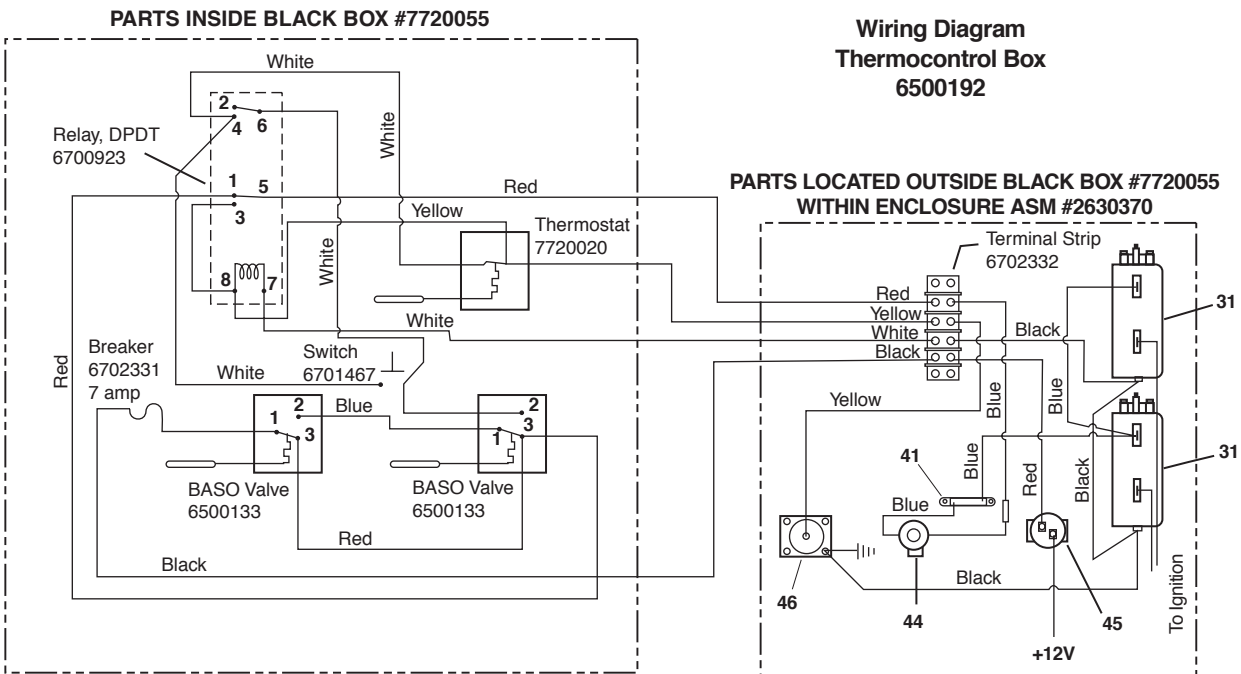 PARTS INSIDE BLACK BOX #7720055
Wiring Diagram
Thermocontrol Box
6500192
White
2
4
6
Relay, DPDT
6700923
White
1
5
3
Red
Yellow
Thermostat
7720020
White
8
7
White
PARTS LOCATED OUTSIDE BLACK BOX #7720055
WITHIN ENCLOSURE ASM #2630370
Terminal Strip
6702332
Red
Yellow
White
Black
Black
31
Red
Breaker
6702331
7 amp
White
Switch
6701467
Blue
1
2
3
1
2
3
BASO Valve
6500133
BASO Valve
6500133
Red
Black
Yellow
Blue
Blue
41
Blue
Blue
Red
Black
31
46
44
Black
45
+12V
To Ignition